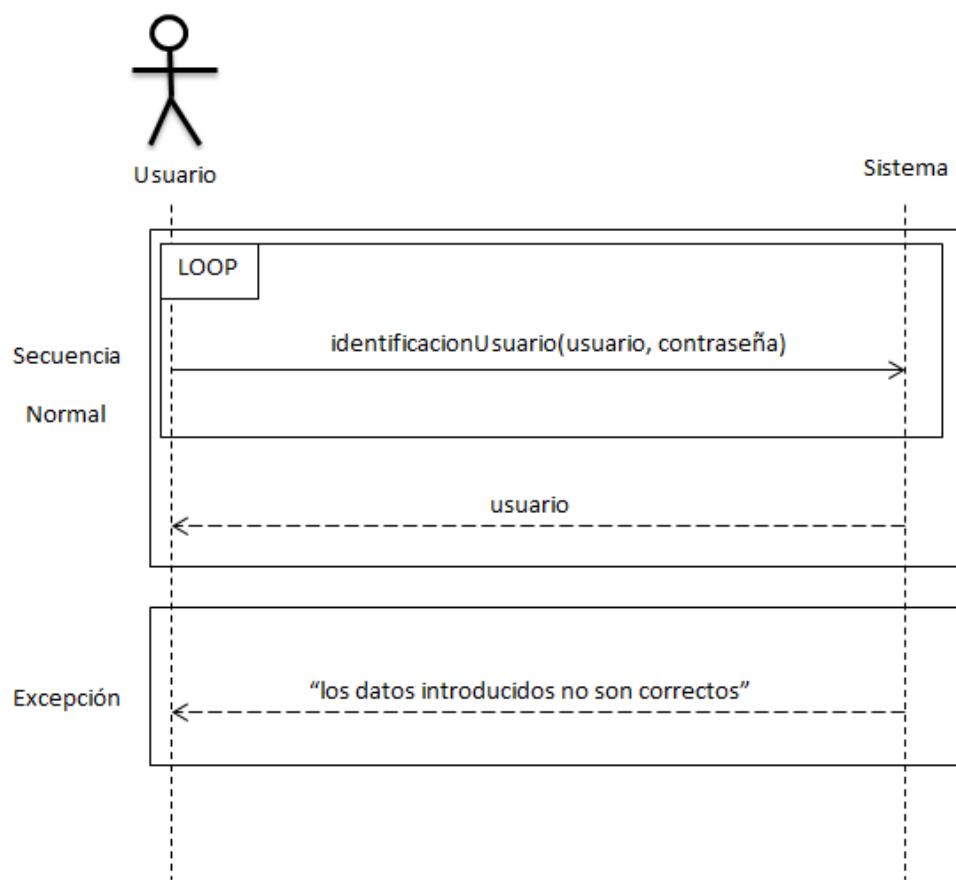 Usuario
Sistema
LOOP
identificacionUsuario(usuario, contraseña)
Secuencia
Normal
usuario
Excepción
“los datos introducidos no son correctos”